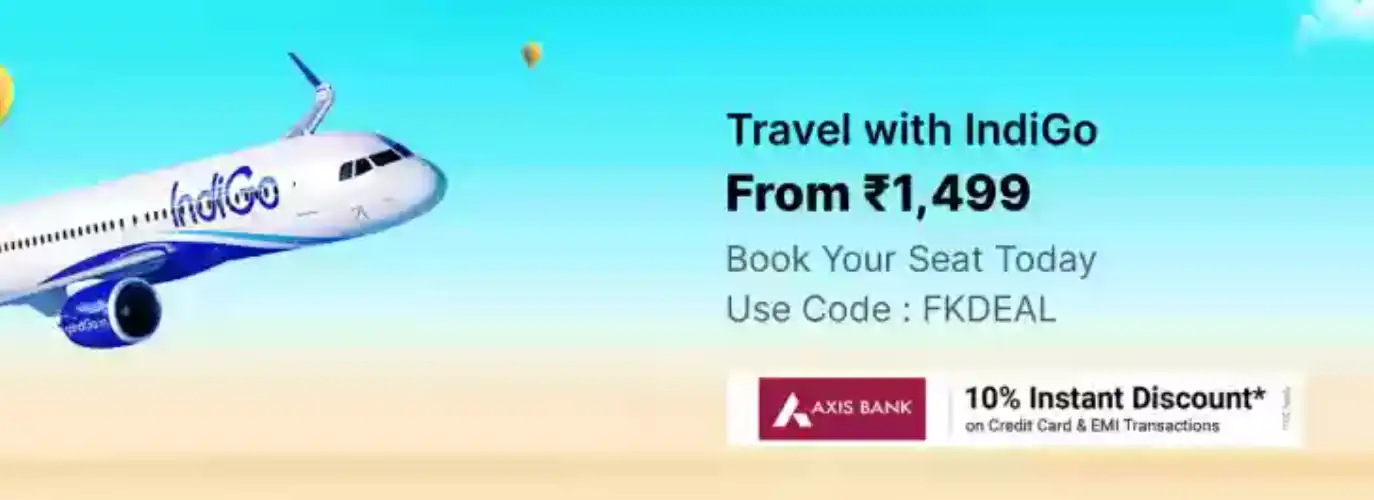 IndiGo
Travel with IndiGo
From ₹1,499
Book Your Seat Today
Use Code : FKDEAL
AXIS BANK
10% Instant Discount*
on Credit Card & EMI Transactions